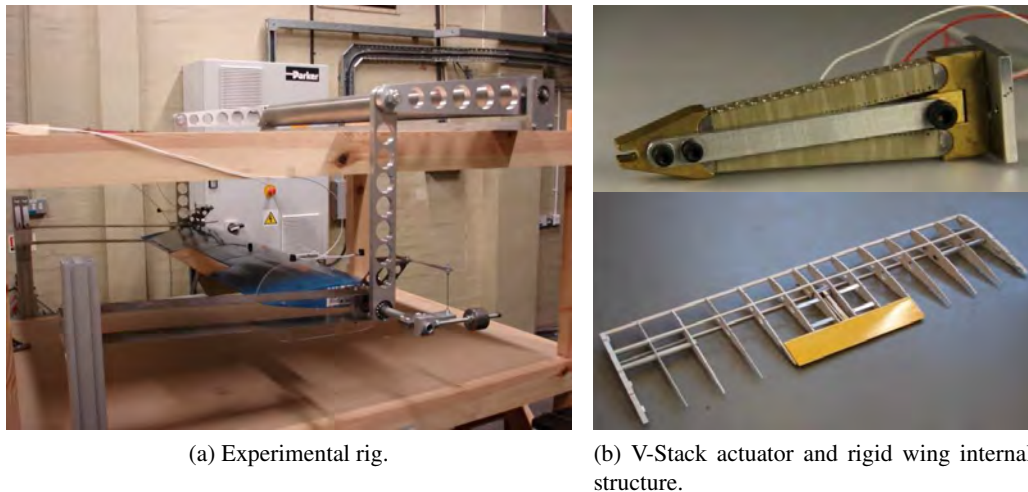 Parker
(a) Experimental rig.
(b) V-Stack actuator and rigid wing internal
structure.